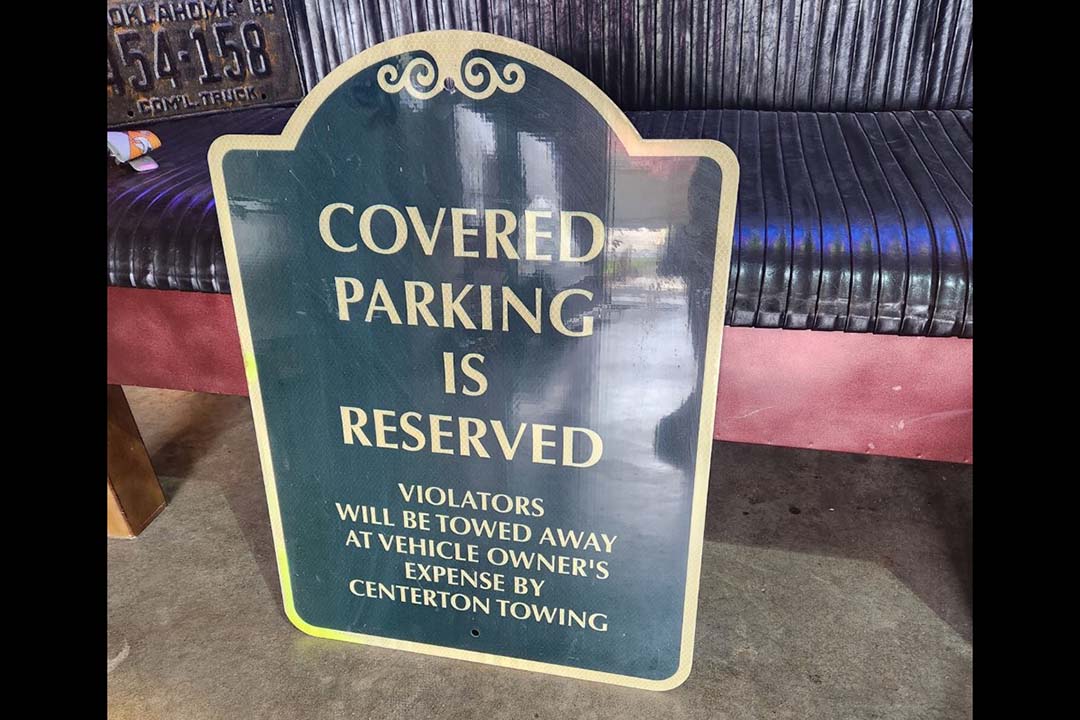 OKLAHOMA
454-158
COM'L. TRUCK
COVERED
PARKING
IS
RESERVED
VIOLATORS
WILL BE TOWED AWAY
AT VEHICLE OWNER'S
EXPENSE BY
CENTERTON TOWING